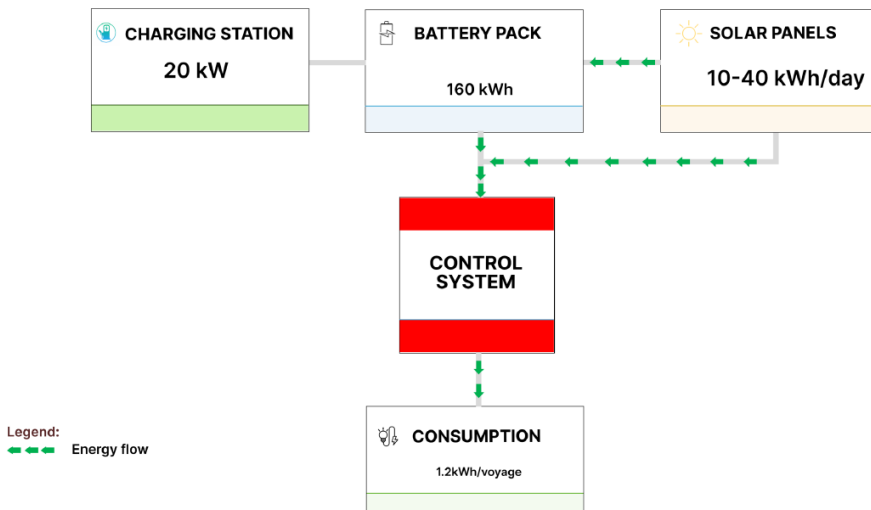 CHARGING STATION
20 kW
BATTERY PACK
160 kWh
SOLAR PANELS
10-40 kWh/day
CONTROL
SYSTEM
CONSUMPTION
1.2kWh/voyage
Legend:
Energy flow